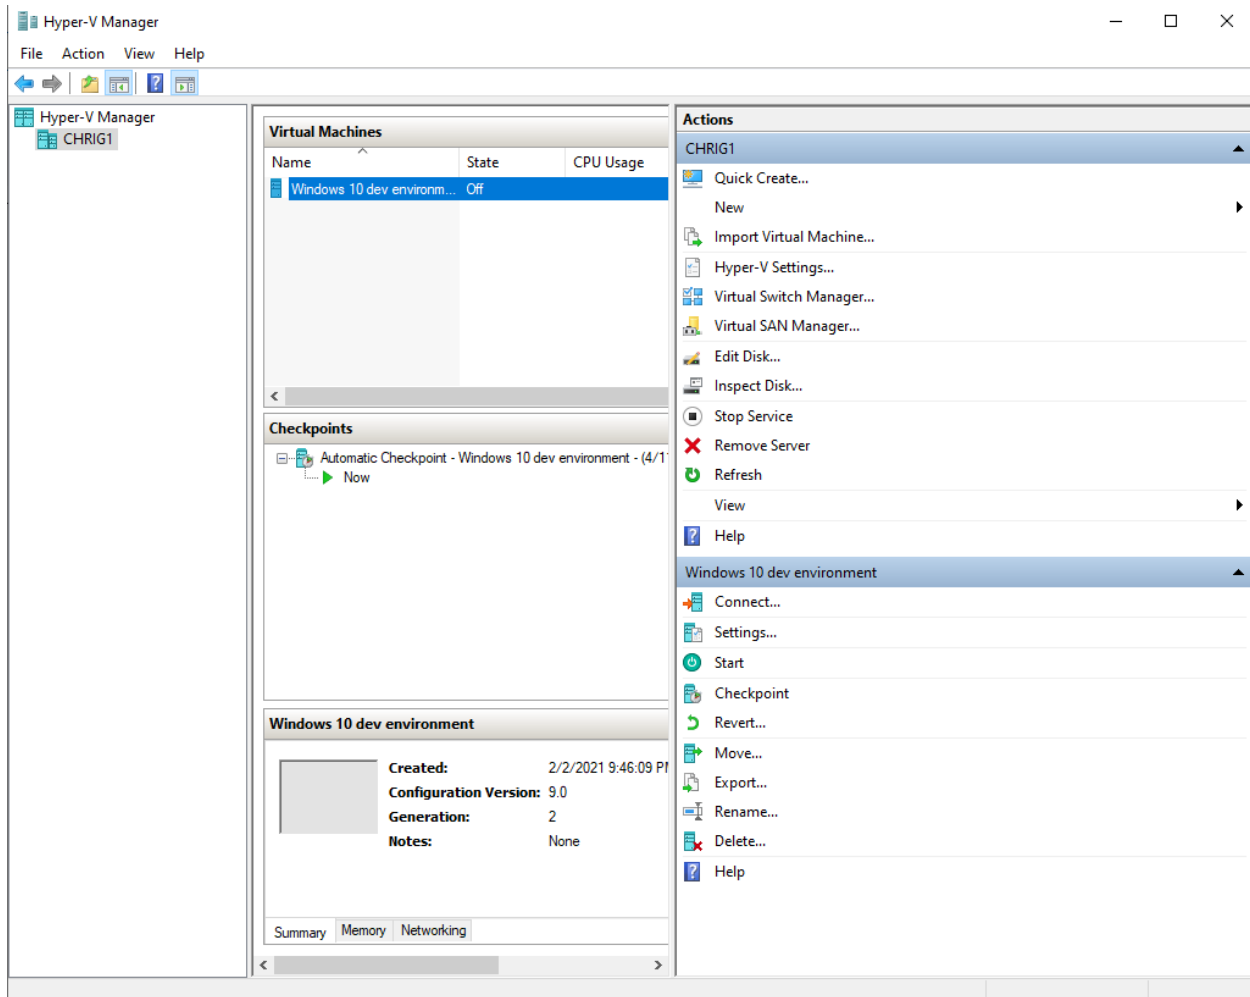 Hyper-V Manager
File Action View Help
Hyper-V Manager
CHRIG1
Virtual Machines
Name State CPU Usage
Windows 10 dev environm... Off
Checkpoints
Automatic Checkpoint - Windows 10 dev environment - (4/1
Now
Windows 10 dev environment
Created: 2/2/2021 9:46:09 PM
Configuration Version: 9.0
Generation: 2
Notes: None
Summary Memory Networking
Actions
CHRIG1
Quick Create...
New
Import Virtual Machine...
Hyper-V Settings...
Virtual Switch Manager...
Virtual SAN Manager...
Edit Disk...
Inspect Disk...
Stop Service
Remove Server
Refresh
View
Help
Windows 10 dev environment
Connect...
Settings...
Start
Checkpoint
Revert...
Move...
Export...
Rename...
Delete...
Help